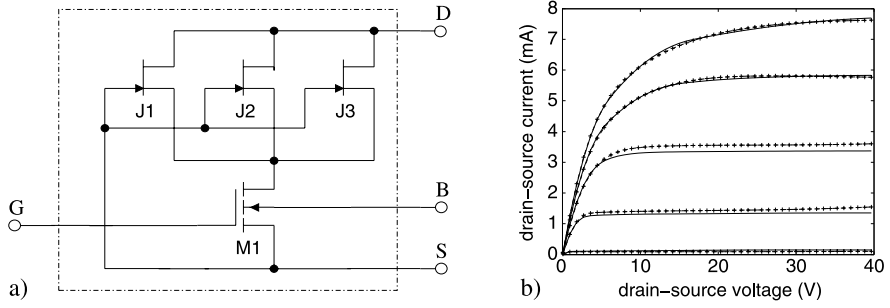 D
J1
J2
J3
G
B
M1
S
a)
drain–source current (mA)
8
7
6
5
4
3
2
1
0
0
10
20
30
40
drain–source voltage (V)
b)